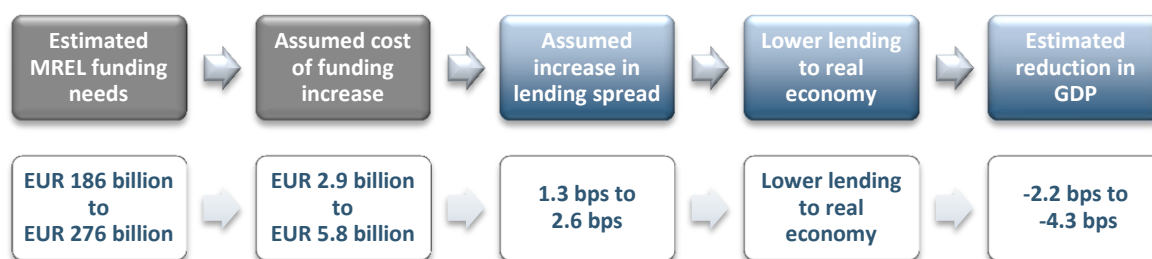 Estimated
MREL funding
needs
Assumed cost
of funding
increase
Assumed
increase in
lending spread
Lower lending
to real
economy
Estimated
reduction in
GDP
EUR 186 billion
to
EUR 276 billion
EUR 2.9 billion
to
EUR 5.8 billion
1.3 bps to
2.6 bps
Lower lending
to real
economy
-2.2 bps to
-4.3 bps